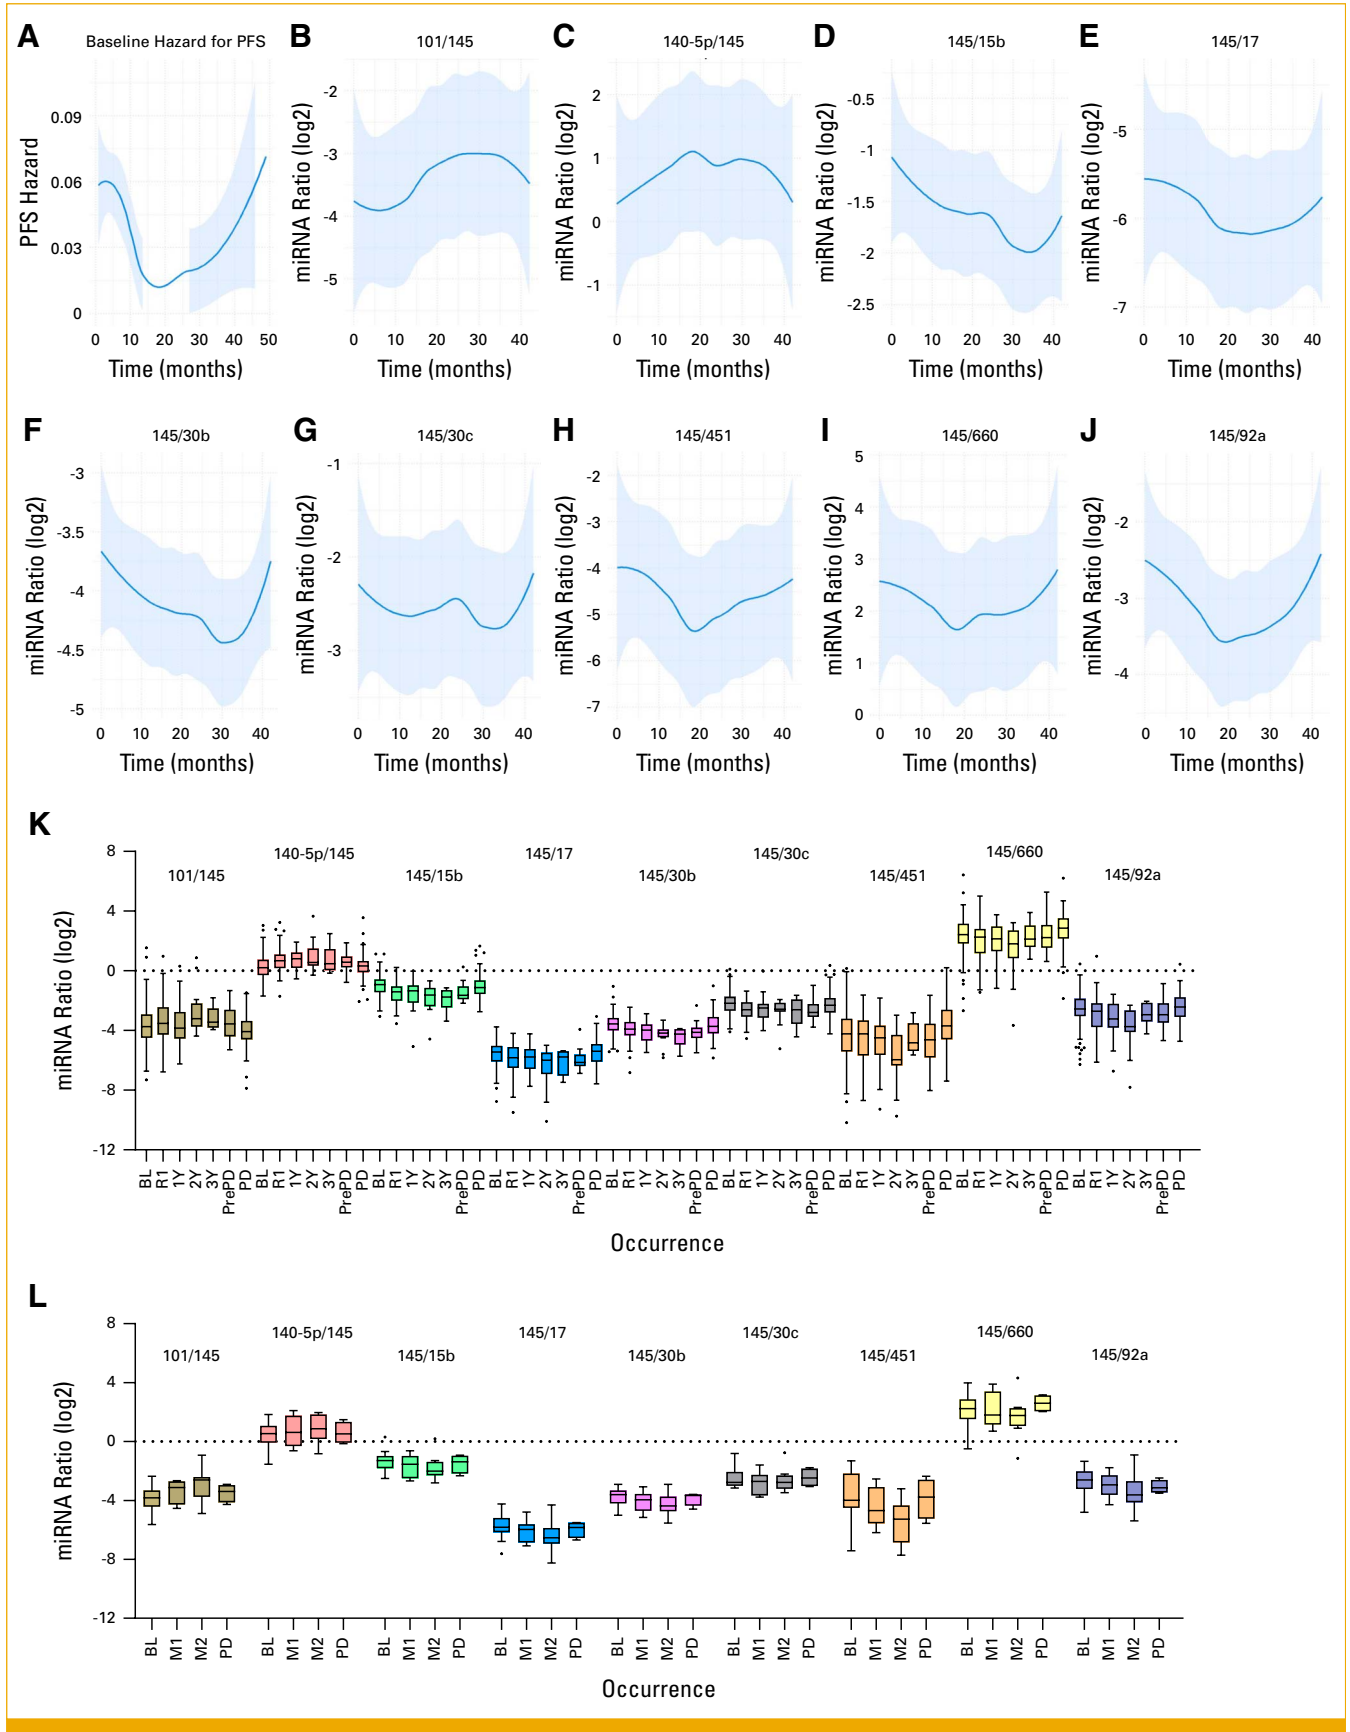 A Baseline Hazard for PFS
PFS Hazard
0.09
0.06
0.03
0
0 10 20 30 40 50
Time (months)
B 101/145
miRNA Ratio (log2)
-2
-3
-4
-5
0 10 20 30 40
Time (months)
C 140-5p/145
miRNA Ratio (log2)
2
1
0
-1
0 10 20 30 40
Time (months)
D 145/15b
miRNA Ratio (log2)
-0.5
-1
-1.5
-2
-2.5
0 10 20 30 40
Time (months)
E 145/17
miRNA Ratio (log2)
-5
-6
-7
0 10 20 30 40
Time (months)
F 145/30b
miRNA Ratio (log2)
-3
-3.5
-4
-4.5
-5
0 10 20 30 40
Time (months)
G 145/30c
miRNA Ratio (log2)
-1
-2
-3
0 10 20 30 40
Time (months)
H 145/451
miRNA Ratio (log2)
-2
-3
-4
-5
-6
-7
0 10 20 30 40
Time (months)
I 145/660
miRNA Ratio (log2)
5
4
3
2
1
0
0 10 20 30 40
Time (months)
J 145/92a
miRNA Ratio (log2)
-2
-3
-4
0 10 20 30 40
Time (months)
K
miRNA Ratio (log2)
8
4
0
-4
-8
-12
101/145 140-5p/145 145/15b 145/17 145/30b 145/30c 145/451 145/660 145/92a
BL R1 1Y 2Y 3Y PrePD PD BL R1 1Y 2Y 3Y PrePD PD BL R1 1Y 2Y 3Y PrePD PD BL R1 1Y 2Y 3Y PrePD PD BL R1 1Y 2Y 3Y PrePD PD BL R1 1Y 2Y 3Y PrePD PD BL R1 1Y 2Y 3Y PrePD PD BL R1 1Y 2Y 3Y PrePD PD BL R1 1Y 2Y 3Y PrePD PD
Occurrence
L
miRNA Ratio (log2)
8
4
0
-4
-8
-12
101/145 140-5p/145 145/15b 145/17 145/30b 145/30c 145/451 145/660 145/92a
BL M1 M2 PD BL M1 M2 PD BL M1 M2 PD BL M1 M2 PD BL M1 M2 PD BL M1 M2 PD BL M1 M2 PD BL M1 M2 PD BL M1 M2 PD
Occurrence